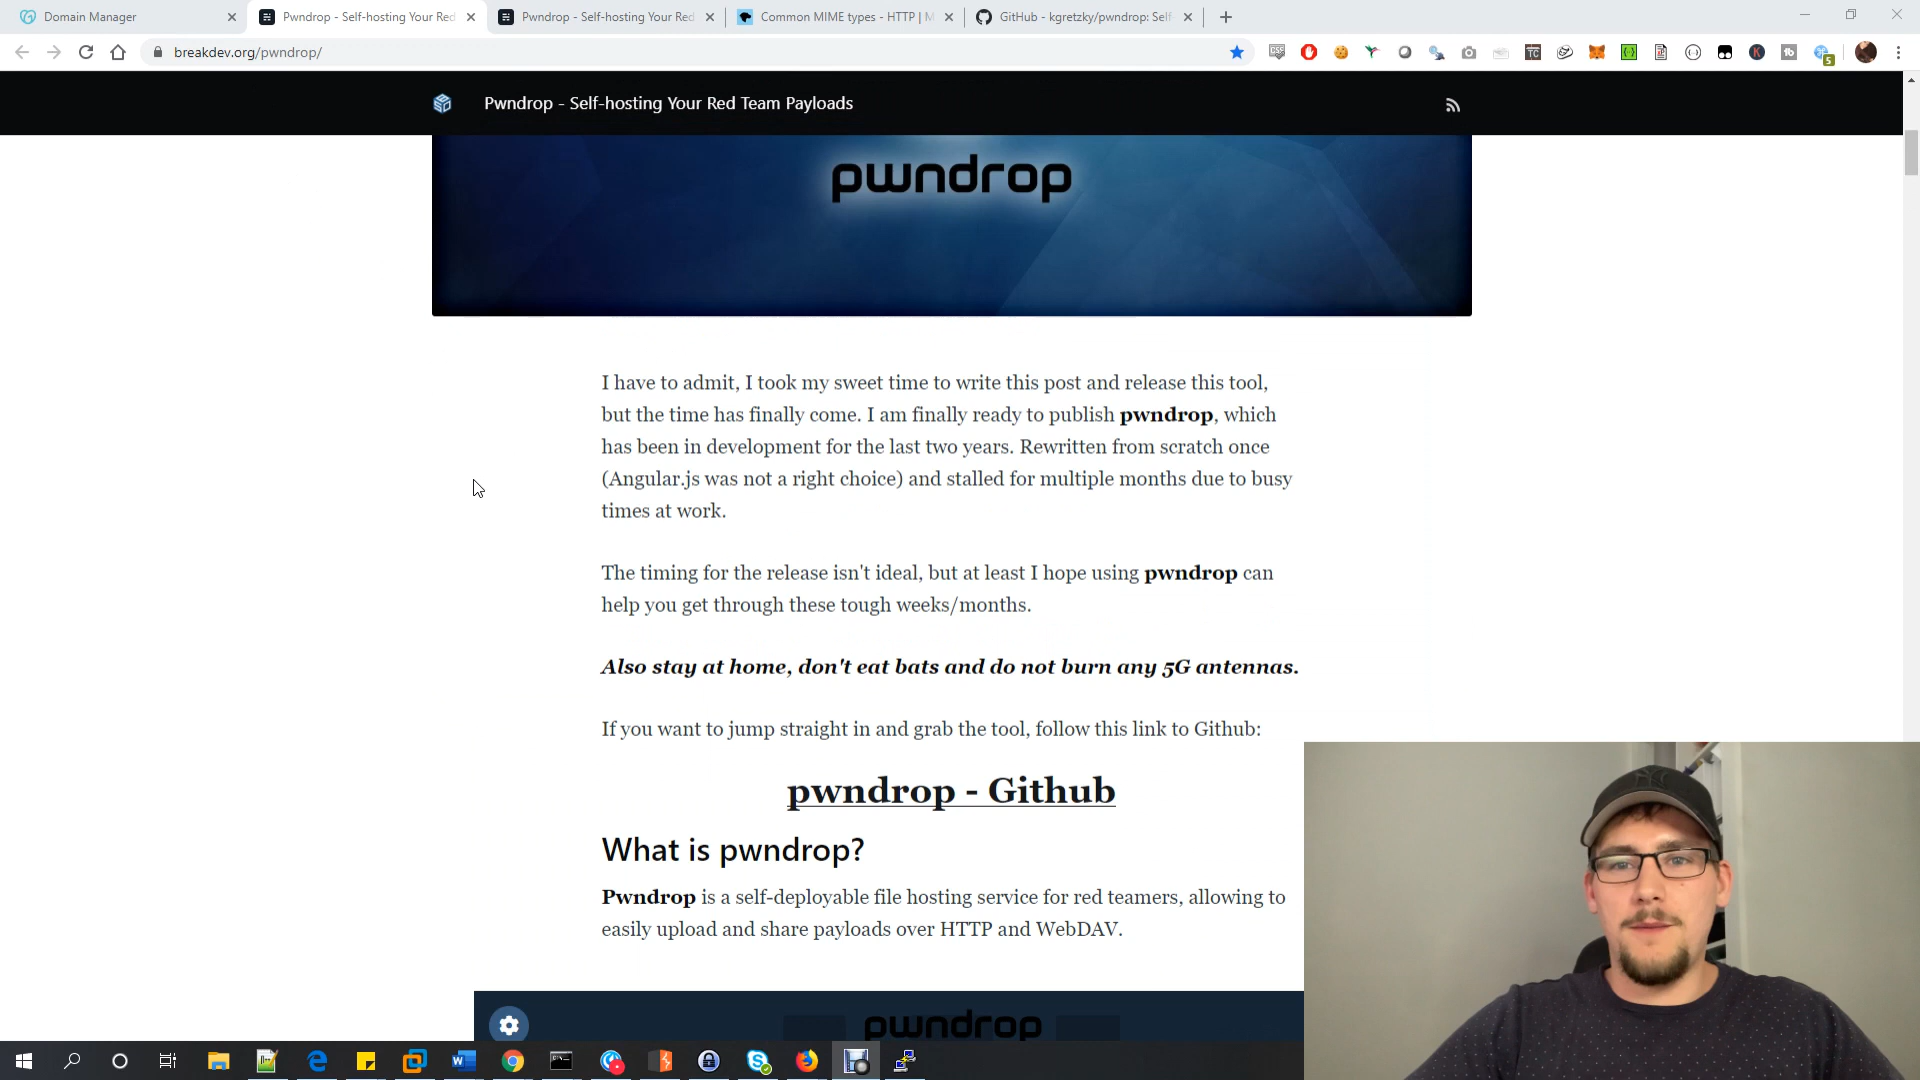 Domain Manager
Pwndrop - Self-hosting Your Red
Pwndrop - Self-hosting Your Red
Common MIME types - HTTP | M
GitHub - kgretzky/pwndrop: Self
breakdev.org/pwndrop/
Pwndrop - Self-hosting Your Red Team Payloads
pwndrop
I have to admit, I took my sweet time to write this post and release this tool,
but the time has finally come. I am finally ready to publish pwndrop, which
has been in development for the last two years. Rewritten from scratch once
(Angular.js was not a right choice) and stalled for multiple months due to busy
times at work.
The timing for the release isn't ideal, but at least I hope using pwndrop can
help you get through these tough weeks/months.
Also stay at home, don't eat bats and do not burn any 5G antennas.
If you want to jump straight in and grab the tool, follow this link to Github:
pwndrop - Github
What is pwndrop?
Pwndrop is a self-deployable file hosting service for red teamers, allowing to
easily upload and share payloads over HTTP and WebDAV.
pwndrop